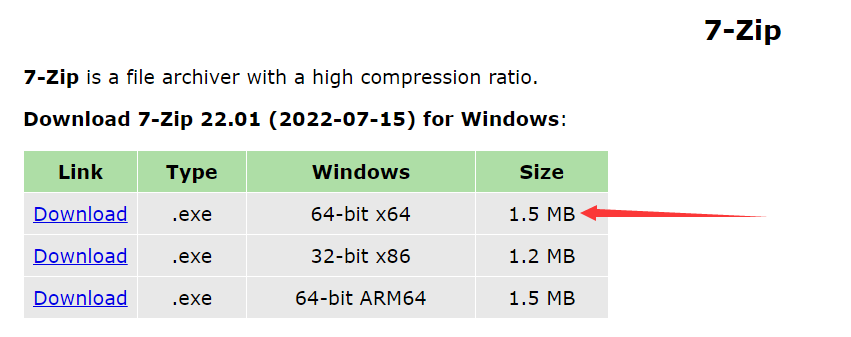 7-Zip
7-Zip is a file archiver with a high compression ratio.
Download 7-Zip 22.01 (2022-07-15) for Windows:
Link Type Windows Size
Download .exe 64-bit x64 1.5 MB
Download .exe 32-bit x86 1.2 MB
Download .exe 64-bit ARM64 1.5 MB